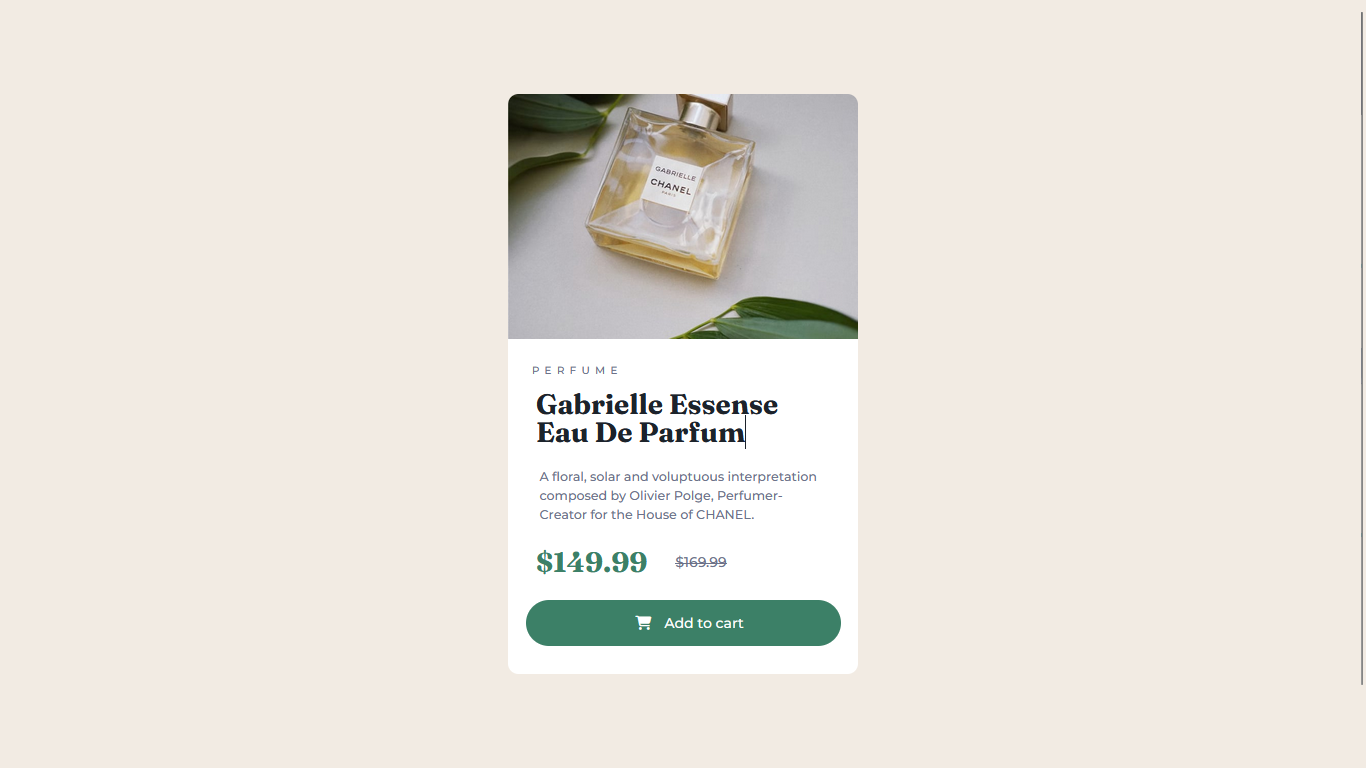 GABRIELLE
CHANEL
PARIS
PERFUME
Gabrielle Essense
Eau De Parfum
A floral, solar and voluptuous interpretation
composed by Olivier Polge, Perfumer-
Creator for the House of CHANEL.
$149.99 $169.99
Add to cart